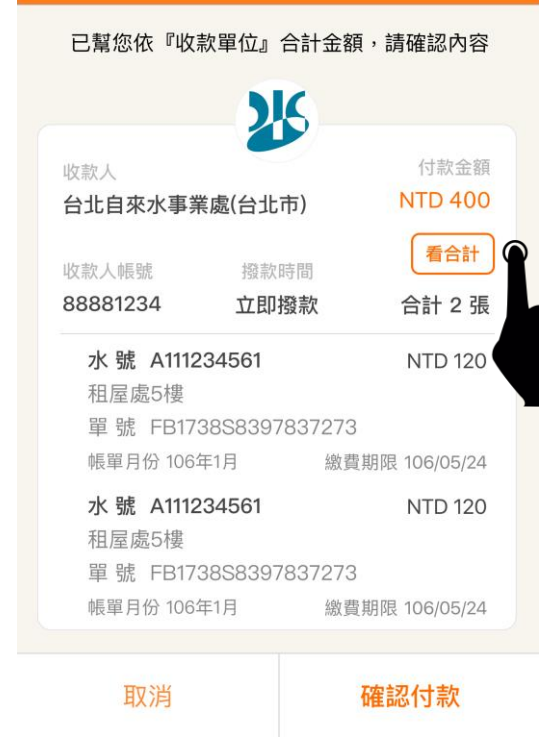 已幫您依『收款單位』合計金額，請確認內容
收款人 付款金額
台北自來水事業處(台北市) NTD 400
看合計
收款人帳號 撥款時間
88881234 立即撥款 合計 2 張
水 號 A111234561 NTD 120
租屋處5樓
單 號 FB1738S8397837273
帳單月份 106年1月 繳費期限 106/05/24
水 號 A111234561 NTD 120
租屋處5樓
單 號 FB1738S8397837273
帳單月份 106年1月 繳費期限 106/05/24
取消 確認付款